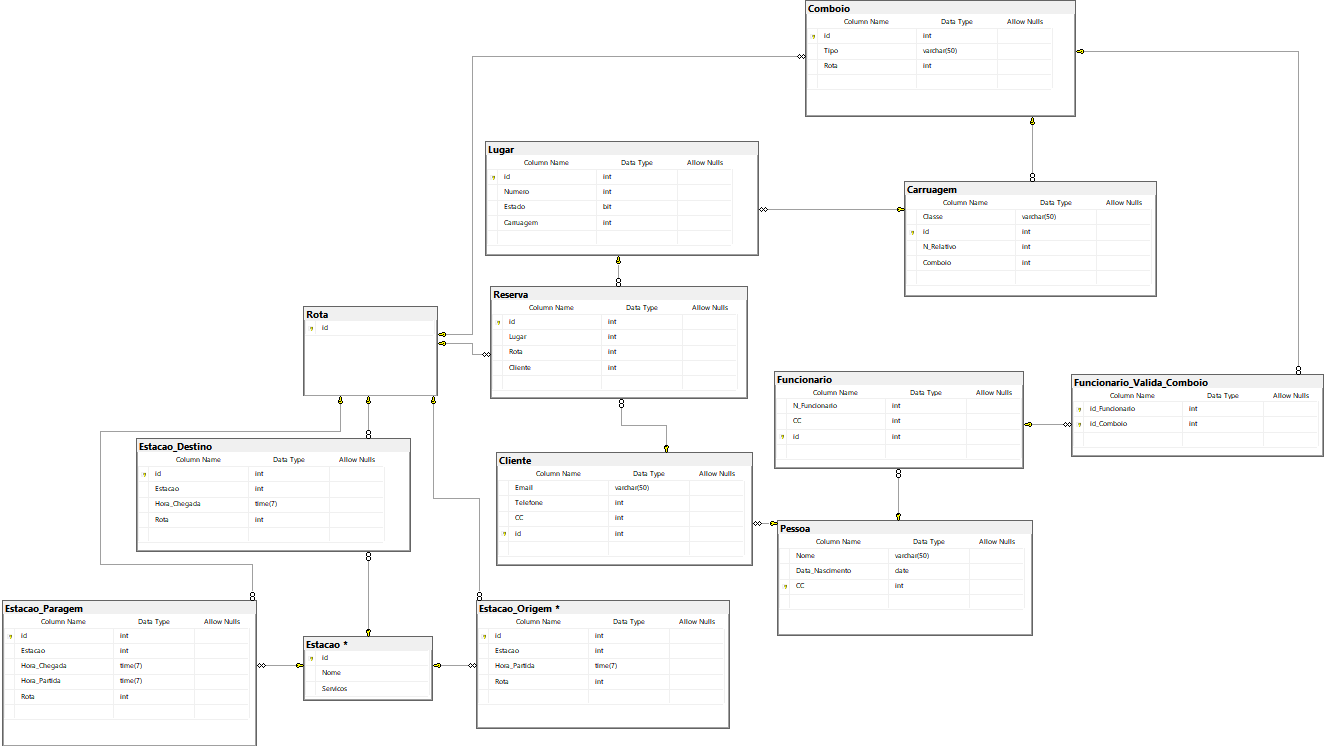 Comboio
Column Name Data Type Allow Nulls
id int
Tipo varchar(50)
Rota int
Lugar
Column Name Data Type Allow Nulls
id int
Numero int
Estado bit
Carruagem int
Carruagem
Column Name Data Type Allow Nulls
Classe varchar(50)
id int
N_Relativo int
Comboio int
Reserva
Column Name Data Type Allow Nulls
id int
Lugar int
Rota int
Cliente int
Rota
id
Funcionario
Column Name Data Type Allow Nulls
N_Funcionario int
CC int
id int
Funcionario_Valida_Comboio
Column Name Data Type Allow Nulls
id_Funcionario int
id_Comboio int
Estacao_Destino
Column Name Data Type Allow Nulls
id int
Estacao int
Hora_Chegada time(7)
Rota int
Cliente
Column Name Data Type Allow Nulls
Email varchar(50)
Telefone int
CC int
id int
Pessoa
Column Name Data Type Allow Nulls
Nome varchar(50)
Data_Nascimento date
CC int
Estacao_Paragem
Column Name Data Type Allow Nulls
id int
Estacao int
Hora_Chegada time(7)
Hora_Partida time(7)
Rota int
Estacao *
id
Nome
Servicos
Estacao_Origem *
Column Name Data Type Allow Nulls
id int
Estacao int
Hora_Partida time(7)
Rota int